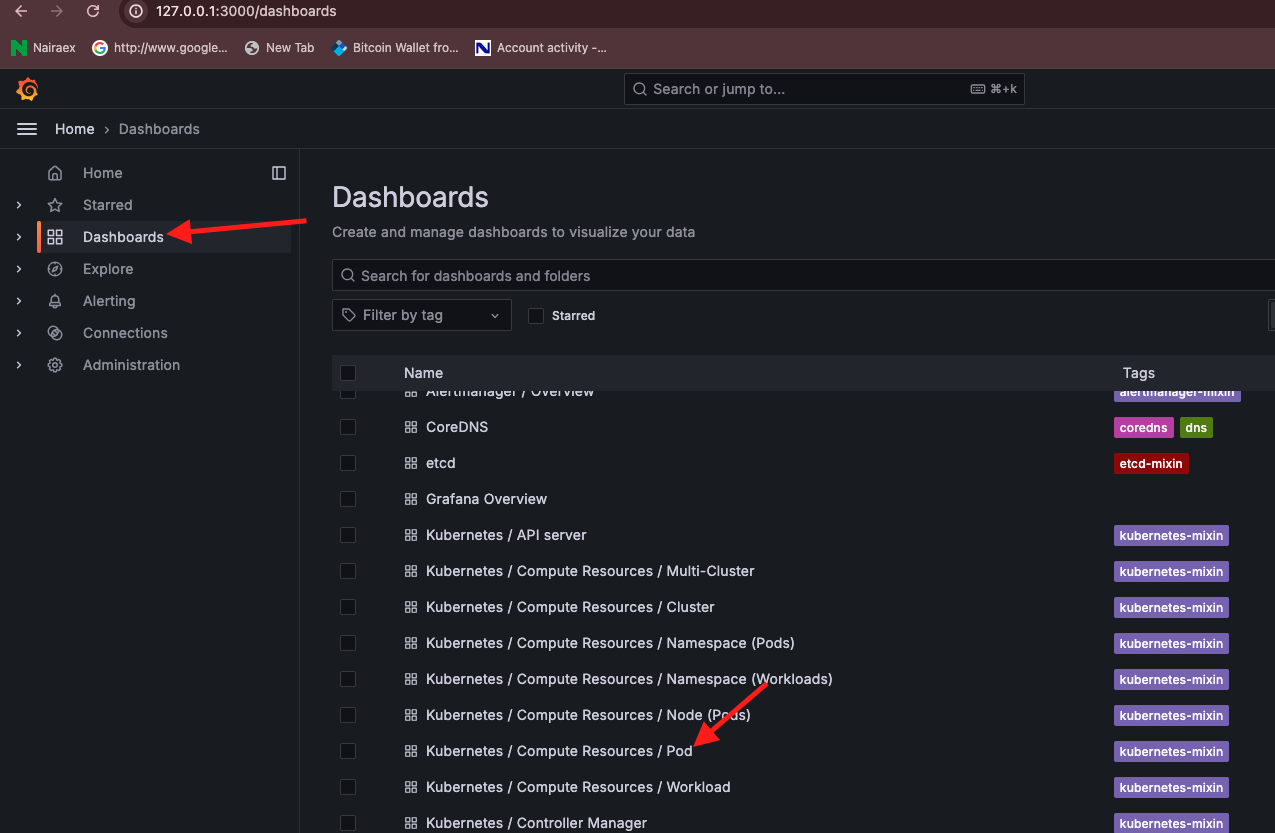 127.0.0.1:3000/dashboards
Nairaex http://www.google... New Tab Bitcoin Wallet fro... Account activity -...
Search or jump to... ⌘+k
Home › Dashboards
Home
Starred
Dashboards
Explore
Alerting
Connections
Administration
Dashboards
Create and manage dashboards to visualize your data
Search for dashboards and folders
Filter by tag Starred
Name Tags
Alertmanager / Overview alertmanager-mixin
CoreDNS coredns dns
etcd etcd-mixin
Grafana Overview
Kubernetes / API server kubernetes-mixin
Kubernetes / Compute Resources / Multi-Cluster kubernetes-mixin
Kubernetes / Compute Resources / Cluster kubernetes-mixin
Kubernetes / Compute Resources / Namespace (Pods) kubernetes-mixin
Kubernetes / Compute Resources / Namespace (Workloads) kubernetes-mixin
Kubernetes / Compute Resources / Node (Pods) kubernetes-mixin
Kubernetes / Compute Resources / Pod kubernetes-mixin
Kubernetes / Compute Resources / Workload kubernetes-mixin
Kubernetes / Controller Manager kubernetes-mixin